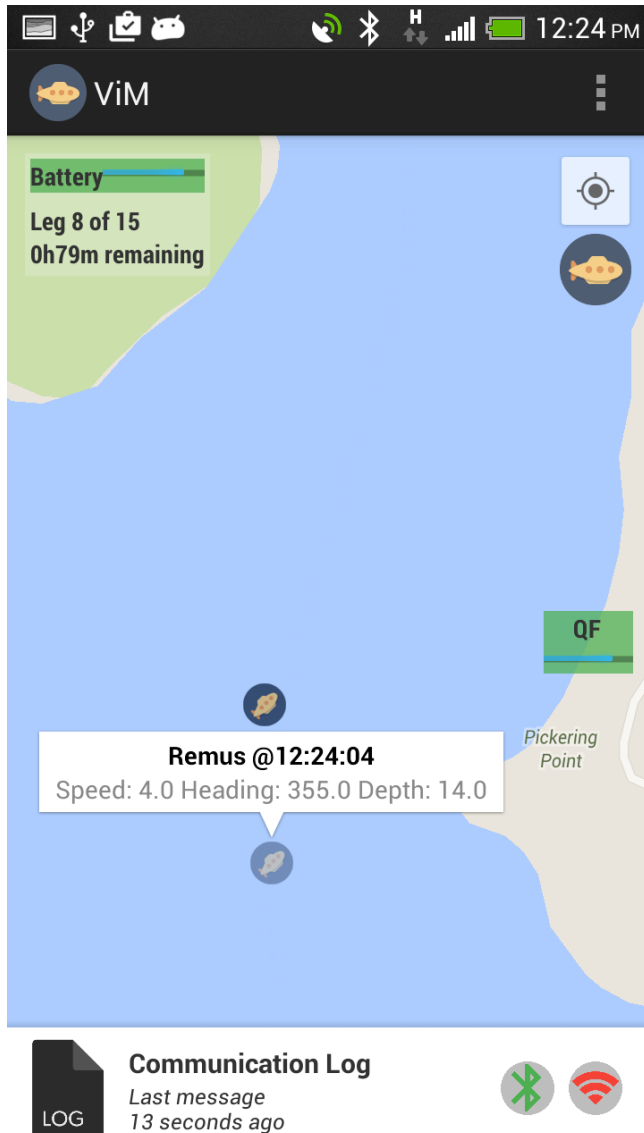 H
12:24 PM
ViM
Battery
Leg 8 of 15
0h79m remaining
QF
Pickering
Point
Remus @12:24:04
Speed: 4.0 Heading: 355.0 Depth: 14.0
LOG
Communication Log
Last message
13 seconds ago